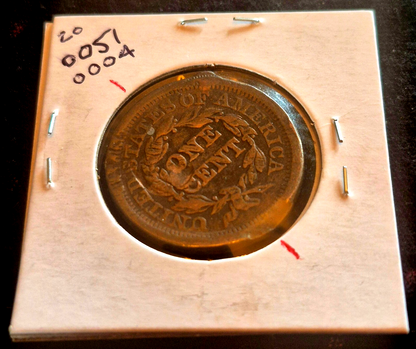 20
0051
0004
UNITED STATES OF AMERICA
ONE
CENT